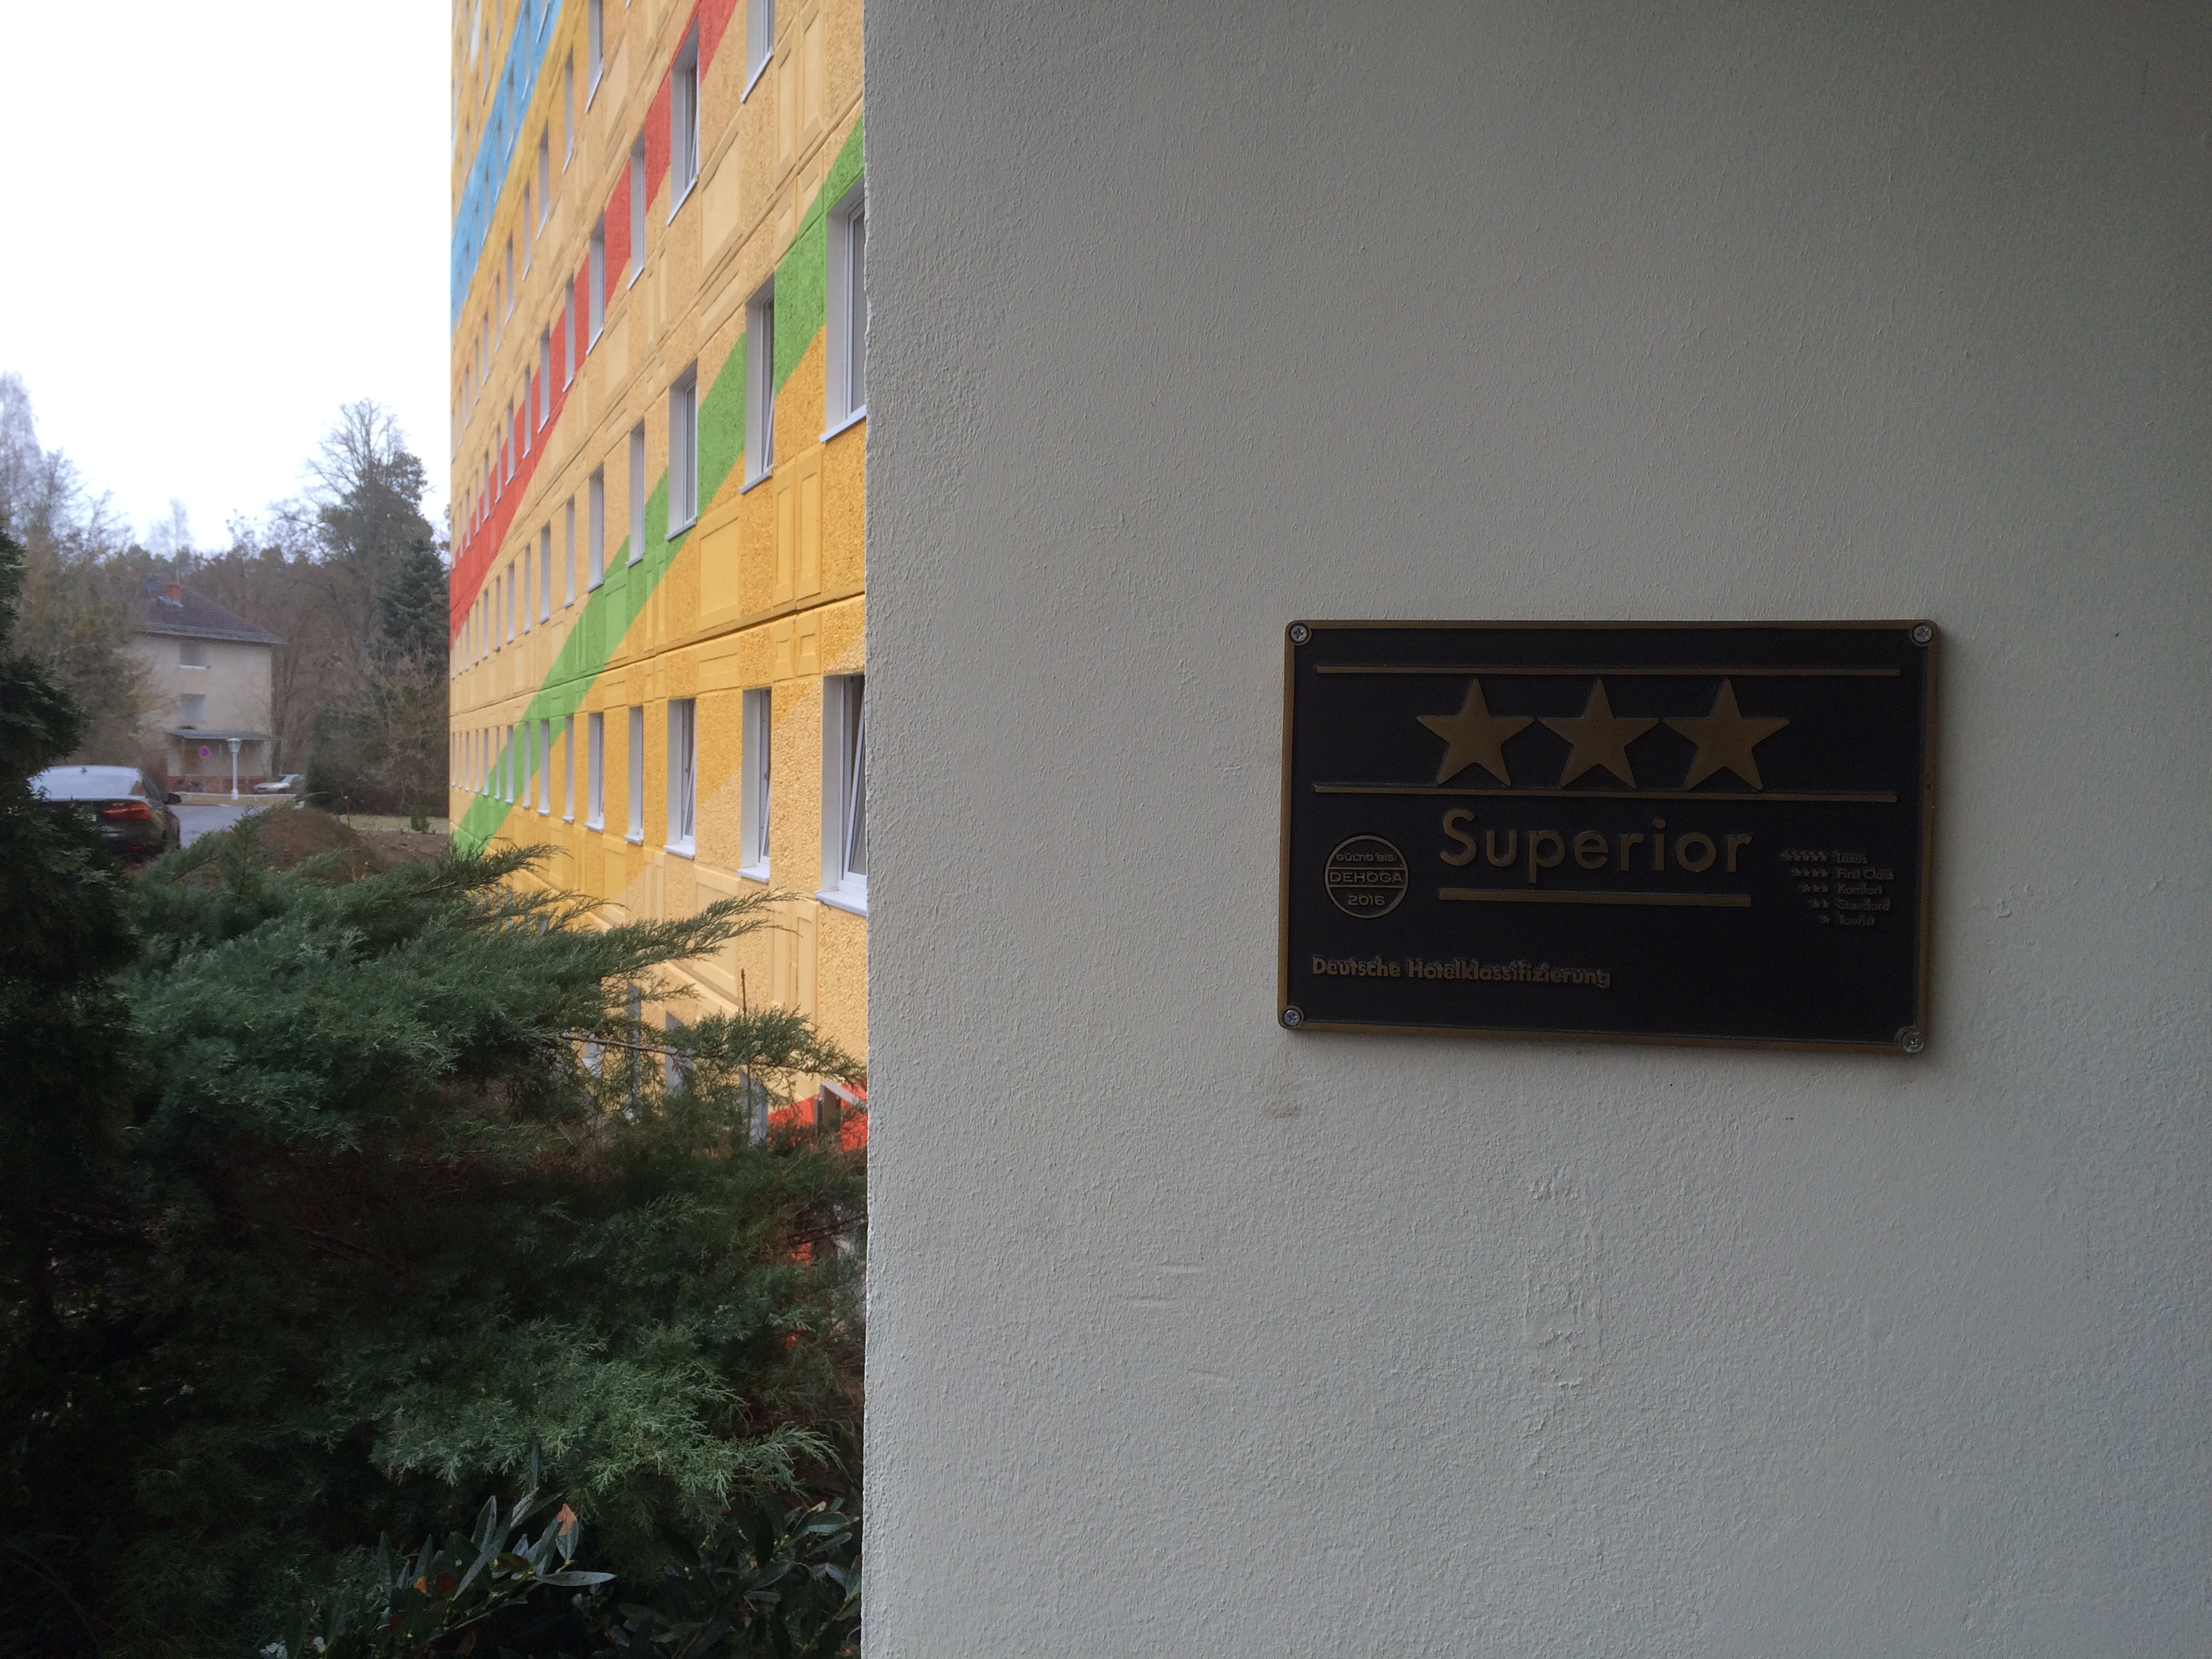 ★★★
Superior
GÜLTIG BIS:
DEHOGA
2016
★★★★★ Luxus
★★★★ First Class
★★★ Komfort
★★ Standard
★ Tourist
Deutsche Hotelklassifizierung